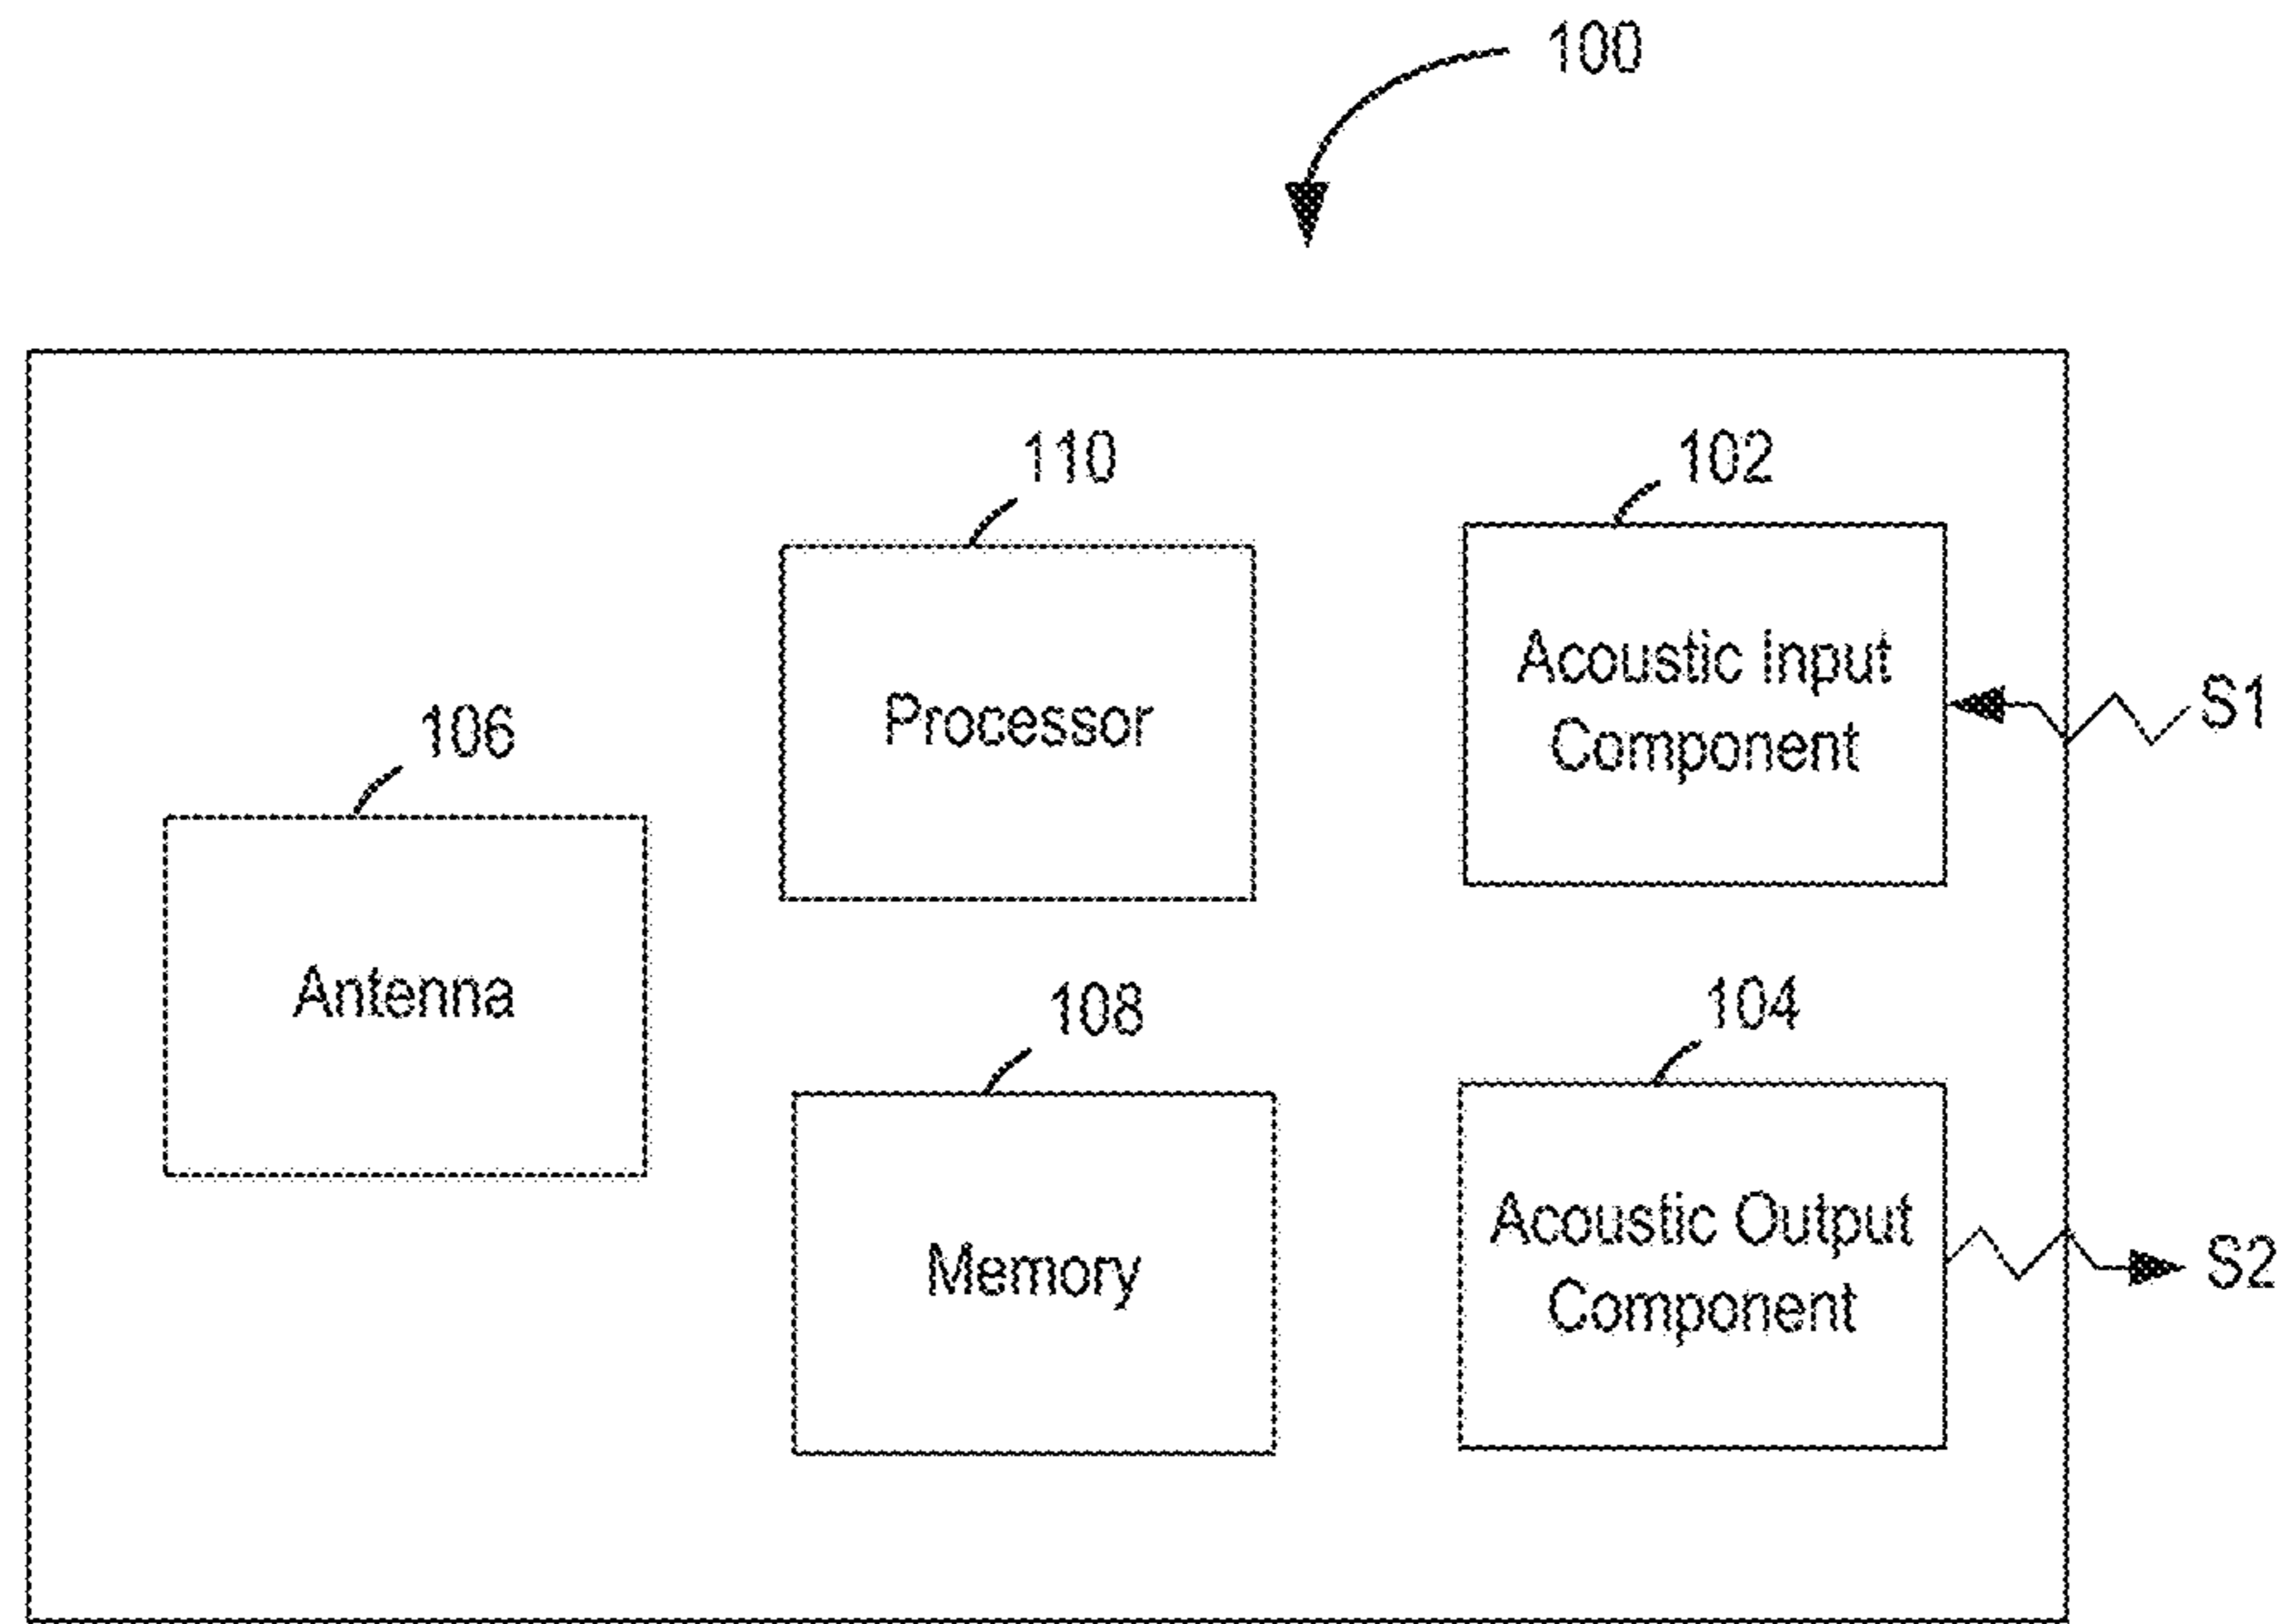 100
110
102
Acoustic Input
Component
S1
Processor
106
Antenna
108
104
Memory
Acoustic Output
Component
S2